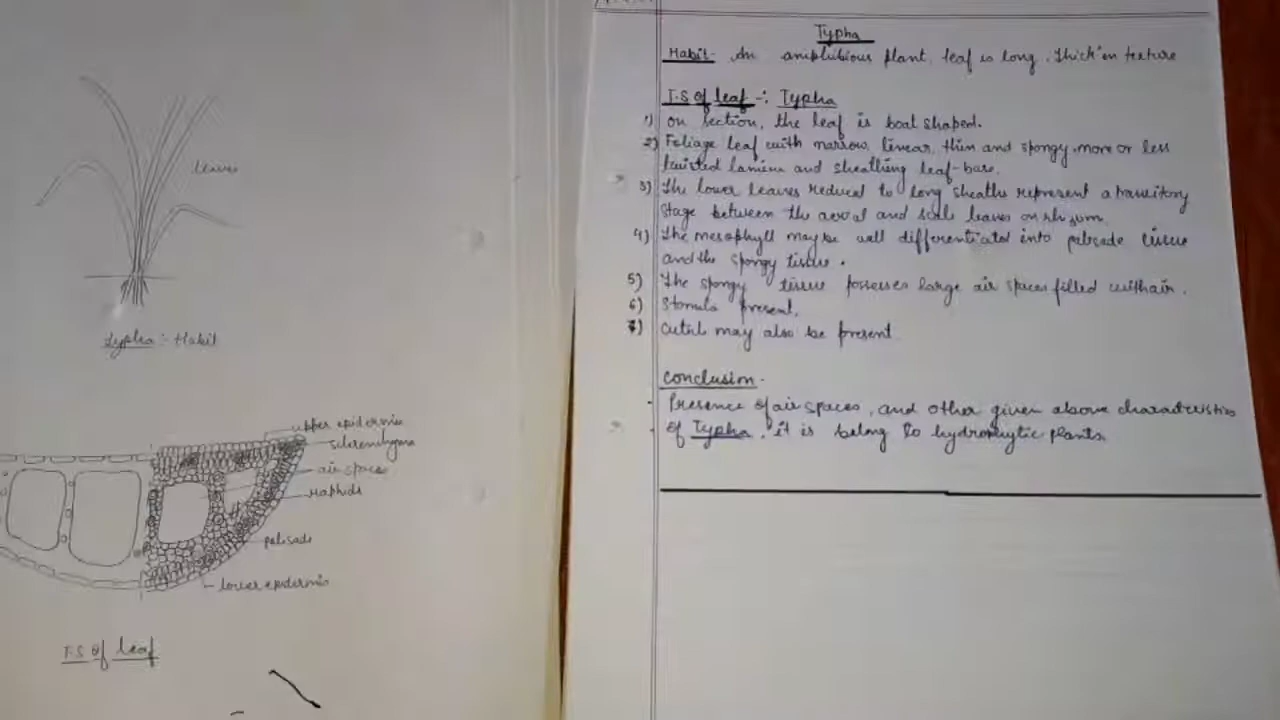 leaves
Typha :- Habit
upper epidermis
sclerenchyma
air space
raphids
palisade
lower epidermis
T.S of leaf
Typha
Habit- An amphibious plant, leaf is long, thick in texture
T.S of leaf -: Typha
1) on section, the leaf is boat shaped.
2) Foliage leaf with narrow, linear, thin and spongy, more or less
twisted lamina and sheathing leaf-base.
3) The lower leaves reduced to long sheaths represent a transitory
stage between the aerial and scale leaves on rhizom.
4) The mesophyll may be well differentiated into palisade tissue
and the spongy tissue.
5) The spongy tissue possesses large air spaces filled with air.
6) Stomata present.
7) cuticl may also be present
Conclusion-
Presence of air spaces, and other given above characteristics
of Typha, it is belong to hydrophytic plants